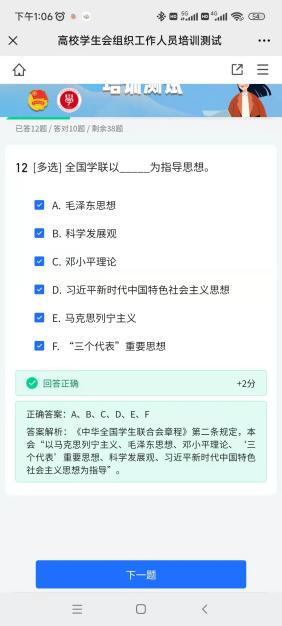 下午1:06
5G
4G
54
高校学生会组织工作人员培训测试
培训测试
已答12题 / 答对10题 / 剩余38题
12 [多选] 全国学联以_____为指导思想。
A. 毛泽东思想
B. 科学发展观
C. 邓小平理论
D. 习近平新时代中国特色社会主义思想
E. 马克思列宁主义
F. “三个代表”重要思想
回答正确
+2分
正确答案：A、B、C、D、E、F
答案解析：《中华全国学生联合会章程》第二条规定，本
会“以马克思列宁主义、毛泽东思想、邓小平理论、‘三
个代表’重要思想、科学发展观、习近平新时代中国特色
社会主义思想为指导”。
下一题